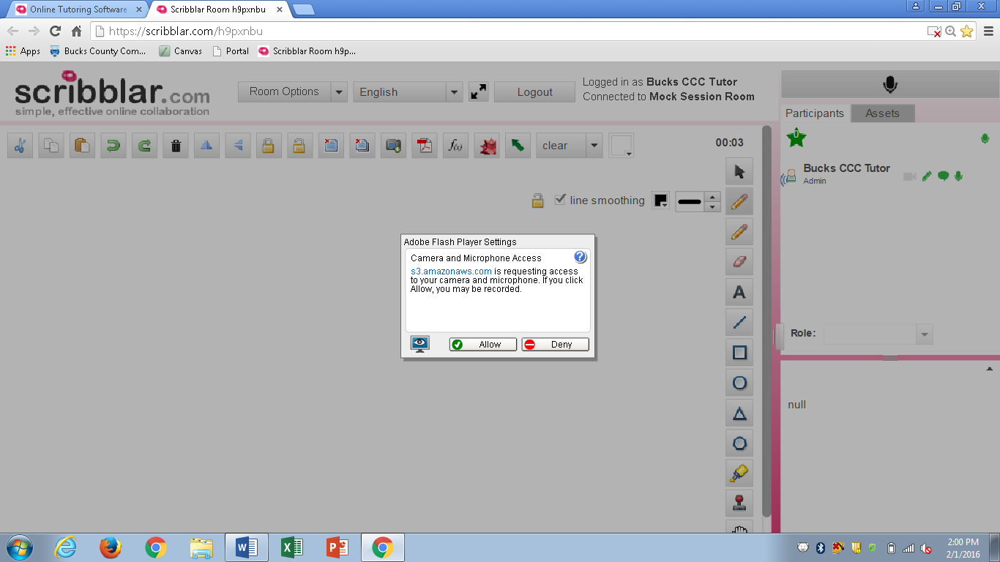 Online Tutoring Software
Scribblar Room h9pxnbu
https://scribblar.com/h9pxnbu
Apps
Bucks County Com...
Canvas
Portal
Scribblar Room h9p...
scribblar.com
simple, effective online collaboration
Room Options
English
Logout
Logged in as Bucks CCC Tutor
Connected to Mock Session Room
Participants
Assets
f(x)
clear
00:03
0
Bucks CCC Tutor
Admin
line smoothing
A
Adobe Flash Player Settings
Camera and Microphone Access
?
s3.amazonaws.com is requesting access
to your camera and microphone. If you click
Allow, you may be recorded.
Allow
Deny
Role:
null
2:00 PM
2/1/2016